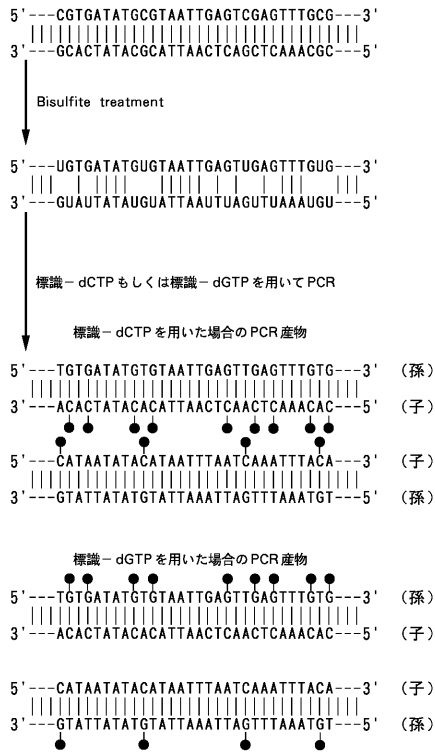 5'---CGTGATATGCGTAATTGAGTCGAGTTTGCG---3'
3'---GCACTATACGCATTAACTCAGCTCAAACGC---5'
Bisulfite treatment
5'---UGTGATATGUGTAATTGAGTUGAGTTTGUG---3'
3'---GUAUTATAUGUATTAAUTUAGUTUAAAUGU---5'
標識-dCTPもしくは標識-dGTPを用いてPCR
標識-dCTPを用いた場合のPCR産物
5'---TGTGATATGTGTAATTGAGTTGAGTTTGTG---3' (孫)
3'---ACACTATACACATTAACTCAACTCAAACAC---5' (子)
5'---CATAATATACATAATTTAATCAAATTTACA---3' (子)
3'---GTATTATATGTATTAAATTAGTTTAAATGT---5' (孫)
標識-dGTPを用いた場合のPCR産物
5'---TGTGATATGTGTAATTGAGTTGAGTTTGTG---3' (孫)
3'---ACACTATACACATTAACTCAACTCAAACAC---5' (子)
5'---CATAATATACATAATTTAATCAAATTTACA---3' (子)
3'---GTATTATATGTATTAAATTAGTTTAAATGT---5' (孫)